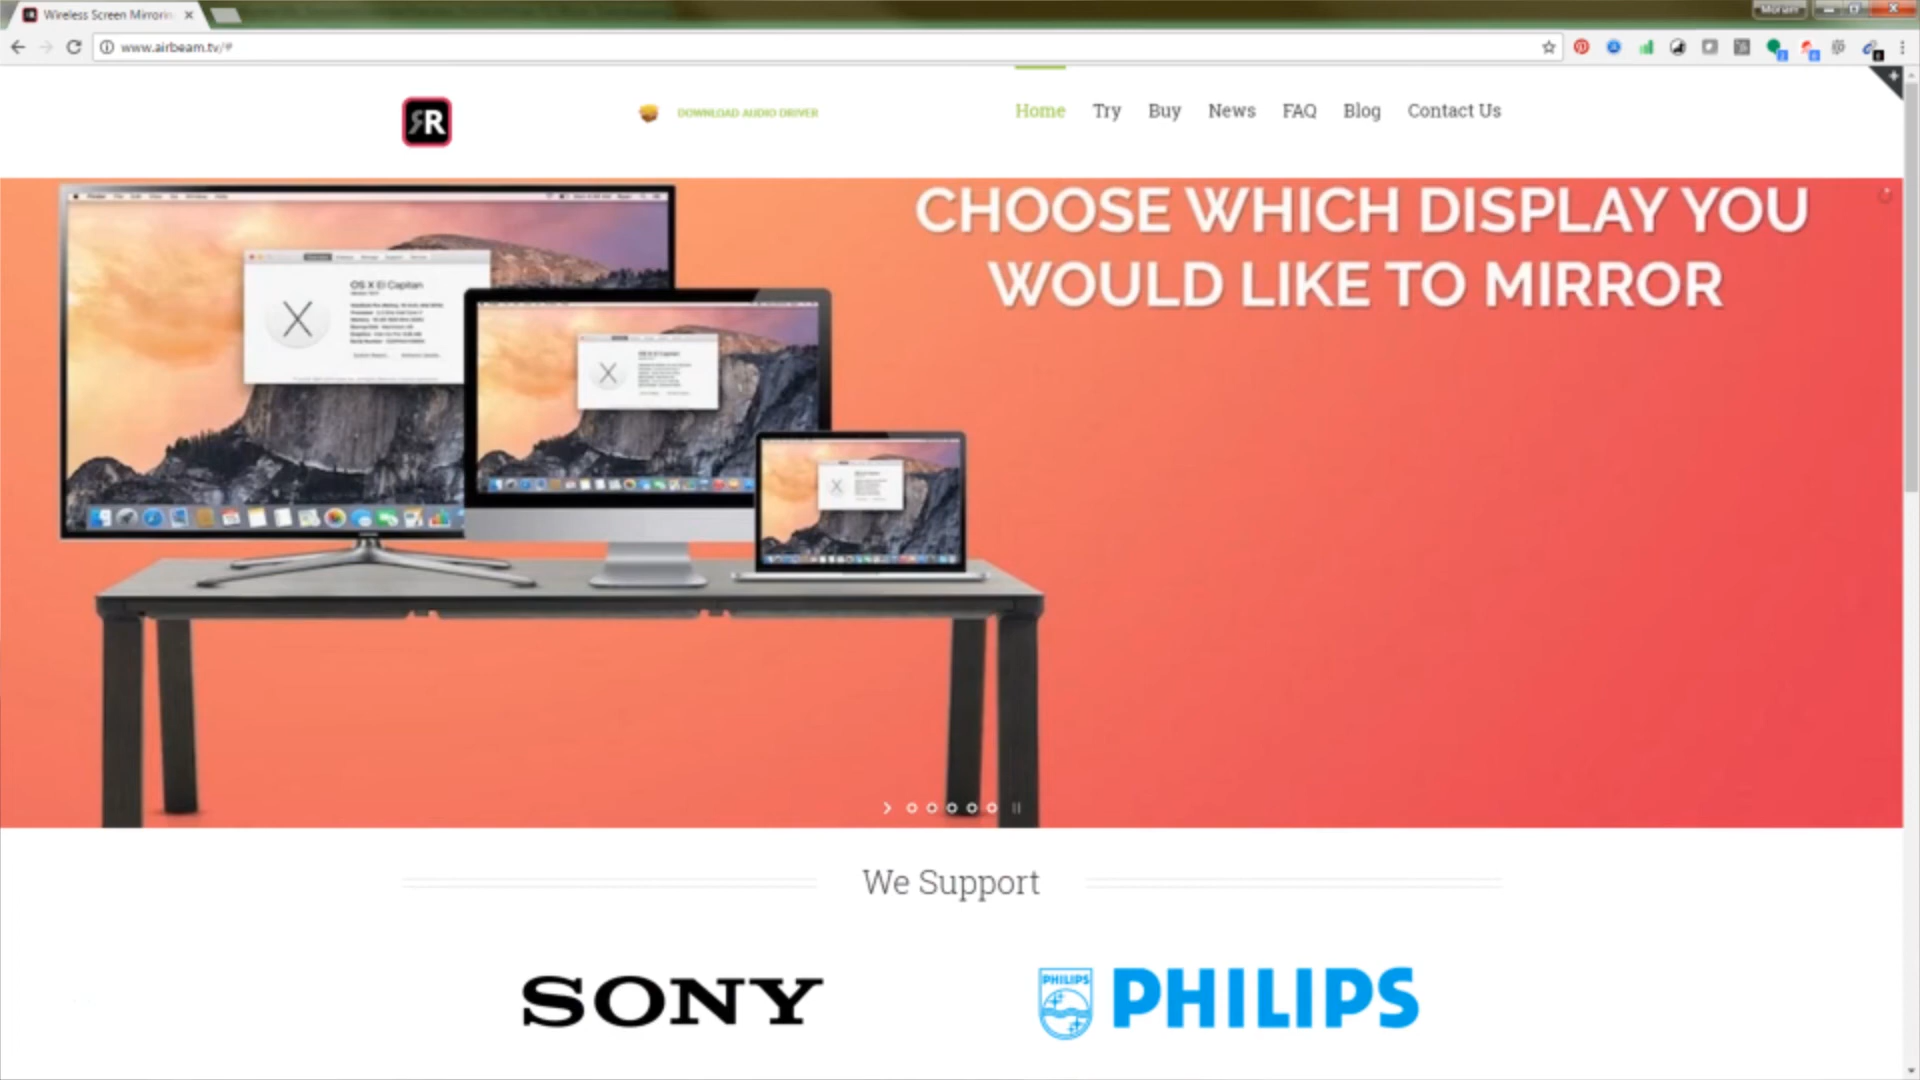 Wireless Screen Mirrorin
www.airbeam.tv/#
DOWNLOAD AUDIO DRIVER
Home Try Buy News FAQ Blog Contact Us
CHOOSE WHICH DISPLAY YOU
WOULD LIKE TO MIRROR
OS X El Capitan
We Support
SONY
PHILIPS
PHILIPS